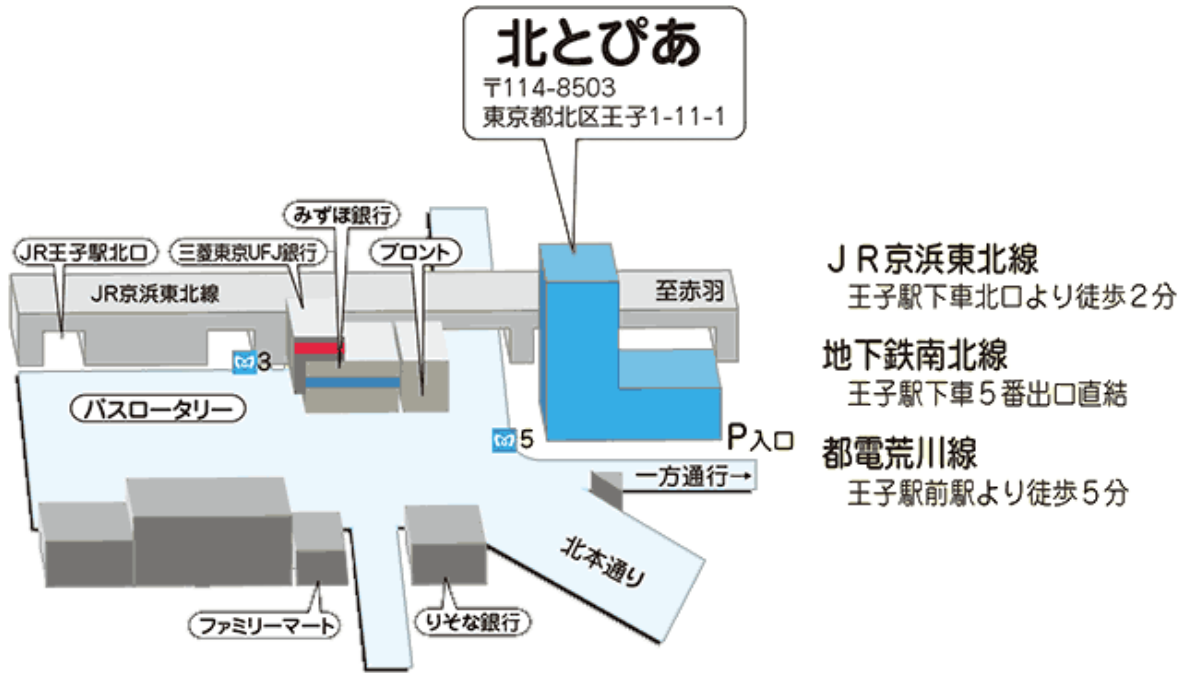 北とぴあ
〒114-8503
東京都北区王子1-11-1
みずほ銀行
JR王子駅北口
三菱東京UFJ銀行
プロント
JR京浜東北線
至赤羽
3
バスロータリー
5
P入口
一方通行→
北本通り
ファミリーマート
りそな銀行
JR京浜東北線
王子駅下車北口より徒歩2分
地下鉄南北線
王子駅下車5番出口直結
都電荒川線
王子駅前駅より徒歩5分